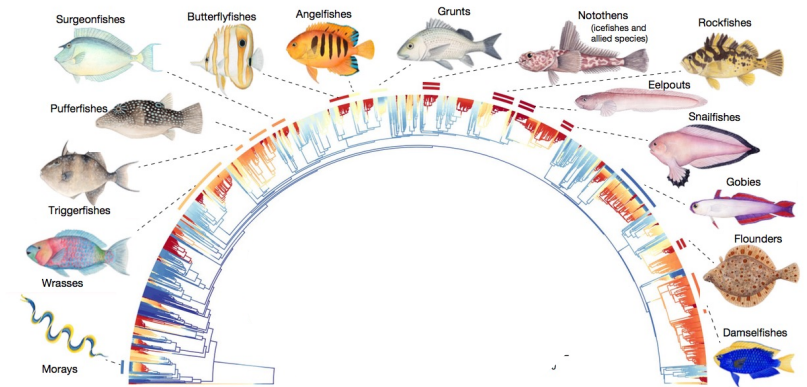 Surgeonfishes
Butterflyfishes
Angelfishes
Grunts
Notothens
(icefishes and
allied species)
Rockfishes
Eelpouts
Pufferfishes
Snailfishes
Triggerfishes
Gobies
Flounders
Wrasses
Damselfishes
Morays